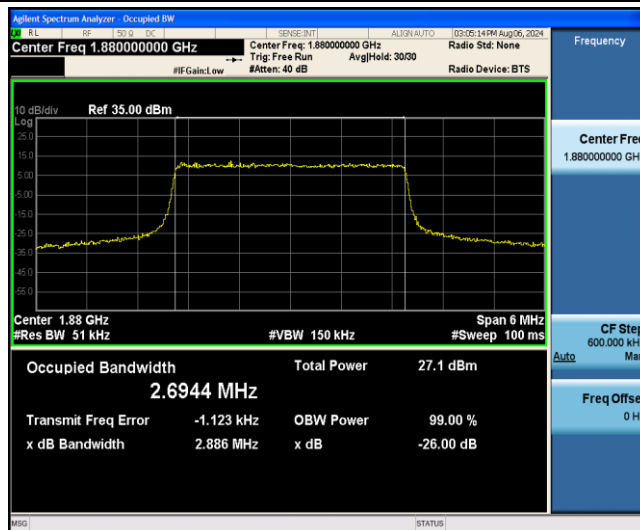 Agilent Spectrum Analyzer - Occupied BW
RL RF 50 Ω DC SENSE:INT ALIGN AUTO 03:05:14 PM Aug 06, 2024
Center Freq 1.880000000 GHz
Center Freq: 1.880000000 GHz Radio Std: None
Trig: Free Run Avg|Hold: 30/30
#IFGain:Low #Atten: 40 dB Radio Device: BTS
10 dB/div Ref 35.00 dBm
Log
25.0
15.0
5.00
-5.00
-15.0
-25.0
-35.0
-45.0
-55.0
Center 1.88 GHz Span 6 MHz
#Res BW 51 kHz #VBW 150 kHz #Sweep 100 ms
Occupied Bandwidth Total Power 27.1 dBm
2.6944 MHz
Transmit Freq Error -1.123 kHz OBW Power 99.00 %
x dB Bandwidth 2.886 MHz x dB -26.00 dB
MSG STATUS
Frequency
Center Fre
1.880000000 GH
CF Step
600.000 kH
Auto Ma
Freq Offse
0 H